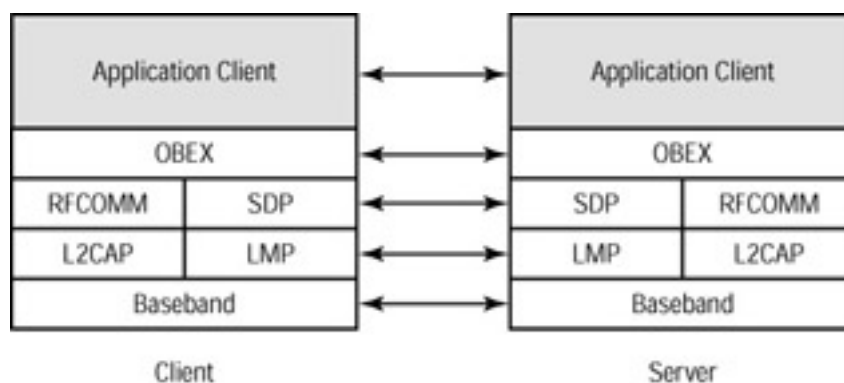 Application Client Application Client
OBEX OBEX
RFCOMM SDP SDP RFCOMM
L2CAP LMP LMP L2CAP
Baseband Baseband
Client Server